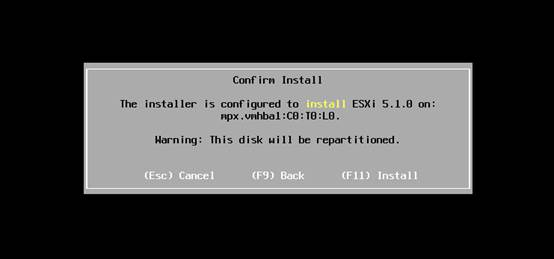 Confirm Install
The installer is configured to install ESXi 5.1.0 on:
mpx.vmhba1:C0:T0:L0.
Warning: This disk will be repartitioned.
(Esc) Cancel (F9) Back (F11) Install